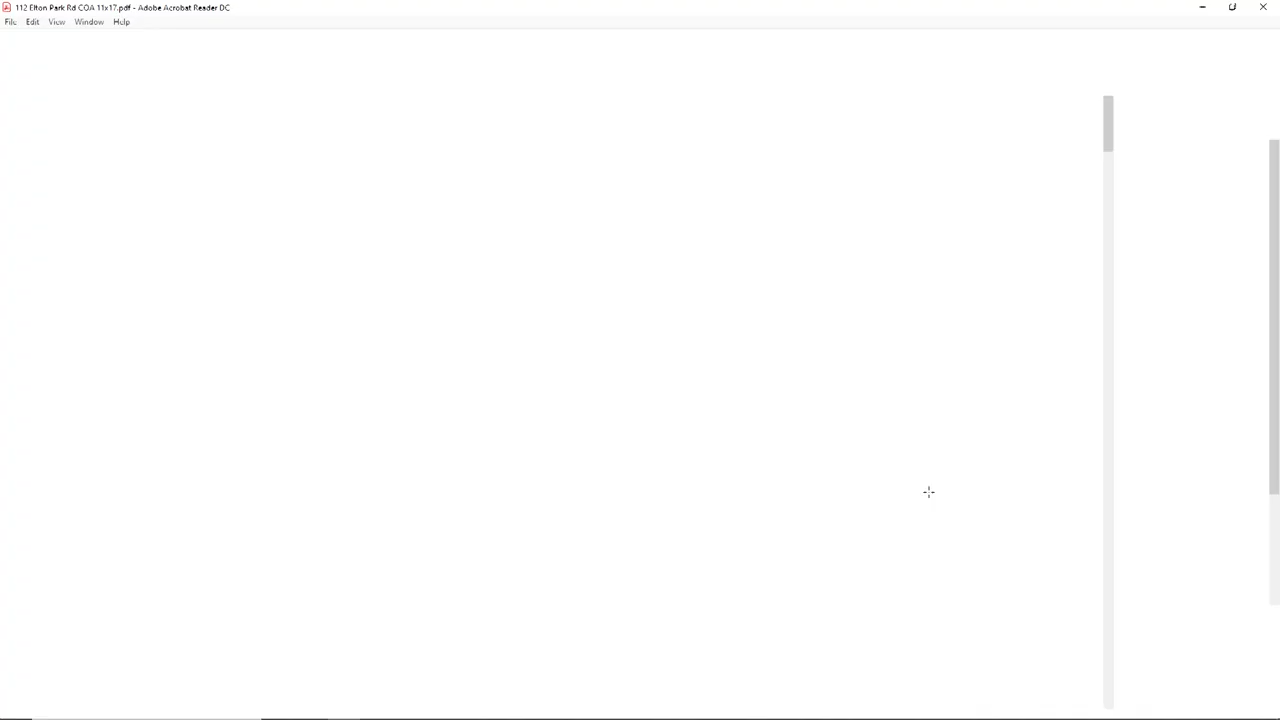 112 Elton Park Rd COA 11x17.pdf - Adobe Acrobat Reader DC
File Edit View Window Help